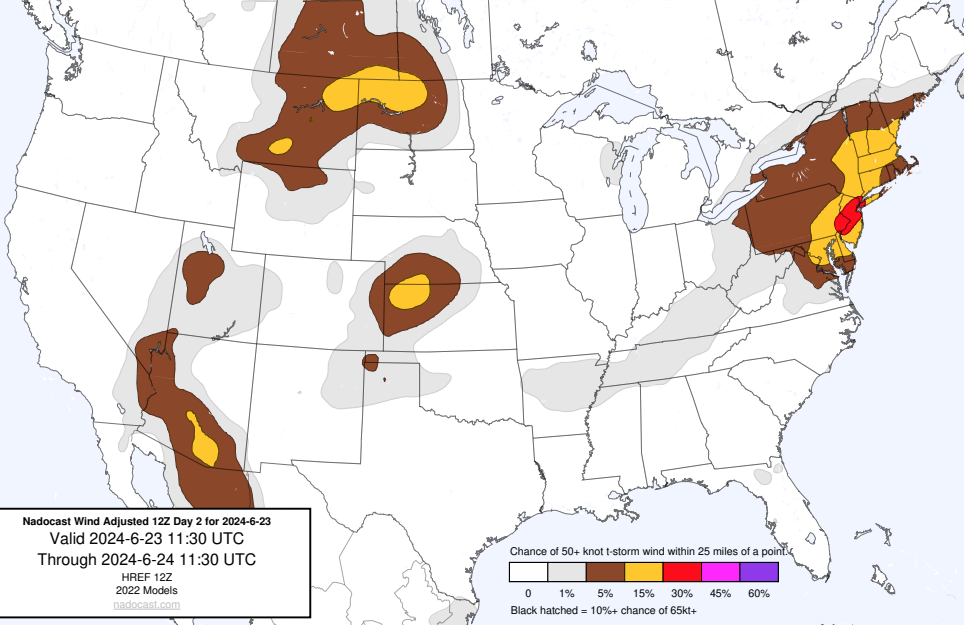 Nadocast Wind Adjusted 12Z Day 2 for 2024-6-23
Valid 2024-6-23 11:30 UTC
Through 2024-6-24 11:30 UTC
HREF 12Z
2022 Models
nadocast.com
Chance of 50+ knot t-storm wind within 25 miles of a point.
0 1% 5% 15% 30% 45% 60%
Black hatched = 10%+ chance of 65kt+